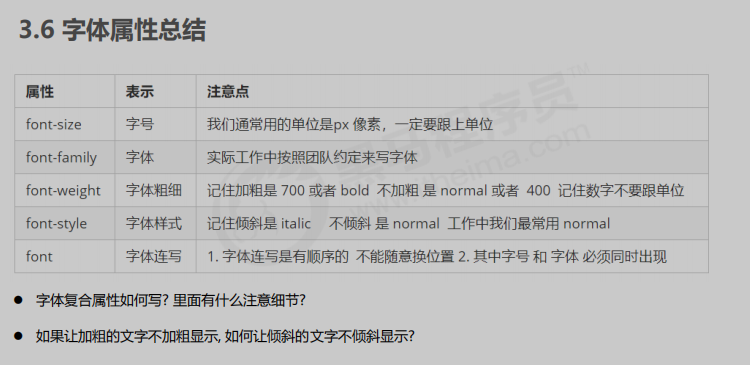 3.6 字体属性总结
属性 表示 注意点
font-size 字号 我们通常用的单位是px 像素，一定要跟上单位
font-family 字体 实际工作中按照团队约定来写字体
font-weight 字体粗细 记住加粗是 700 或者 bold 不加粗 是 normal 或者 400 记住数字不要跟单位
font-style 字体样式 记住倾斜是 italic 不倾斜 是 normal 工作中我们最常用 normal
font 字体连写 1. 字体连写是有顺序的 不能随意换位置 2. 其中字号 和 字体 必须同时出现
● 字体复合属性如何写? 里面有什么注意细节?
● 如果让加粗的文字不加粗显示, 如何让倾斜的文字不倾斜显示?
黑马程序员™
www.itheima.com